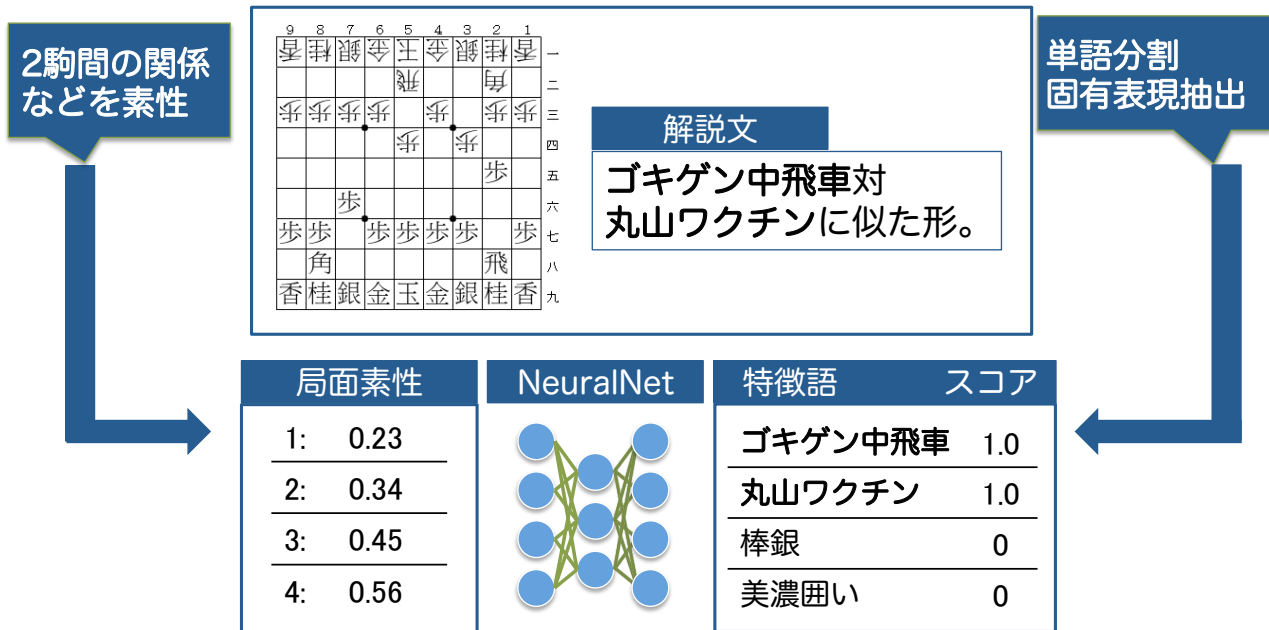 2駒間の関係
などを素性
9 8 7 6 5 4 3 2 1
香 桂 銀 金 王 金 銀 桂 香 一
飛 角 二
歩 歩 歩 歩 歩 歩 歩 三
歩 歩 四
歩 五
歩 六
歩 歩 歩 歩 歩 歩 歩 七
角 飛 八
香 桂 銀 金 玉 金 銀 桂 香 九
解説文
ゴキゲン中飛車対
丸山ワクチンに似た形。
単語分割
固有表現抽出
局面素性
1: 0.23
2: 0.34
3: 0.45
4: 0.56
NeuralNet
特徴語 スコア
ゴキゲン中飛車 1.0
丸山ワクチン 1.0
棒銀 0
美濃囲い 0